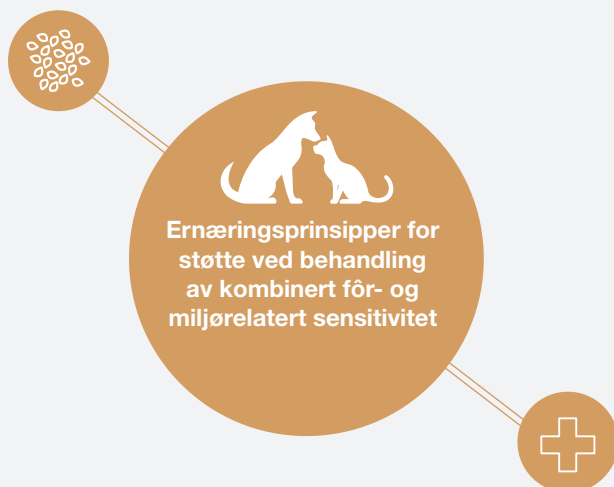 Ernæringsprinsipper for
støtte ved behandling
av kombinert fôr- og
miljørelatert sensitivitet